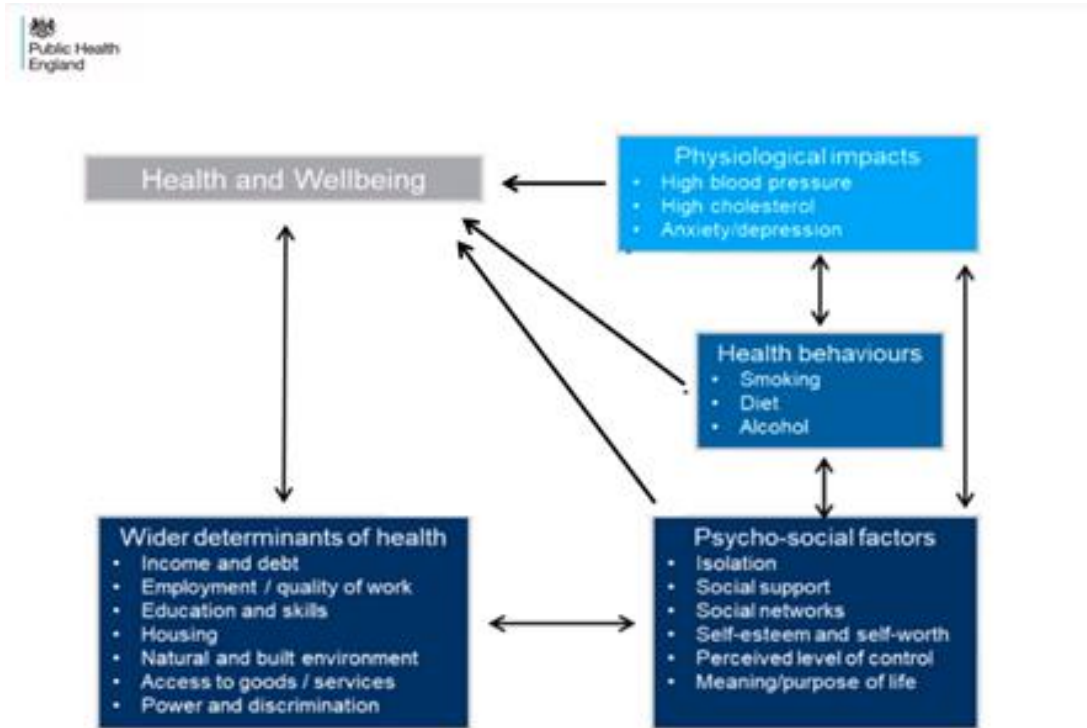 Public Health
England
Health and Wellbeing
Physiological impacts
• High blood pressure
• High cholesterol
• Anxiety/depression
Health behaviours
• Smoking
• Diet
• Alcohol
Wider determinants of health
• Income and debt
• Employment / quality of work
• Education and skills
• Housing
• Natural and built environment
• Access to goods / services
• Power and discrimination
Psycho-social factors
• Isolation
• Social support
• Social networks
• Self-esteem and self-worth
• Perceived level of control
• Meaning/purpose of life